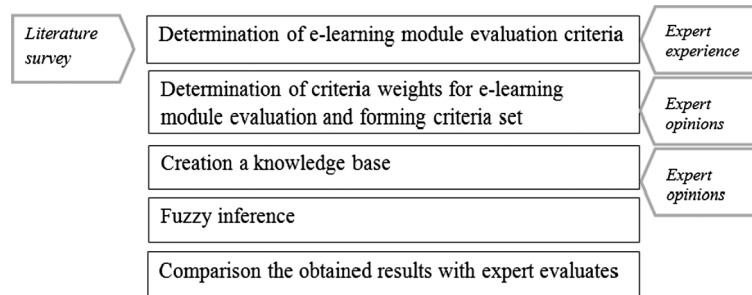 Literature
survey
Determination of e-learning module evaluation criteria
Expert
experience
Determination of criteria weights for e-learning
module evaluation and forming criteria set
Expert
opinions
Creation a knowledge base
Expert
opinions
Fuzzy inference
Comparison the obtained results with expert evaluates